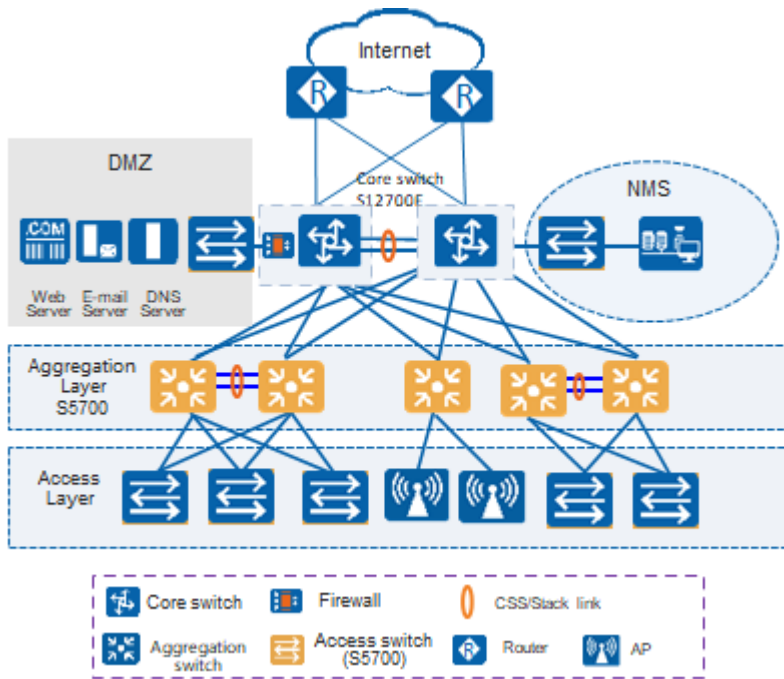 Internet
R
R
DMZ
Core switch
S12700E
NMS
.COM
Web
Server
E-mail
Server
DNS
Server
Aggregation
Layer
S5700
Access
Layer
Core switch
Firewall
CSS/Stack link
Aggregation
switch
Access switch
(S5700)
R
Router
AP